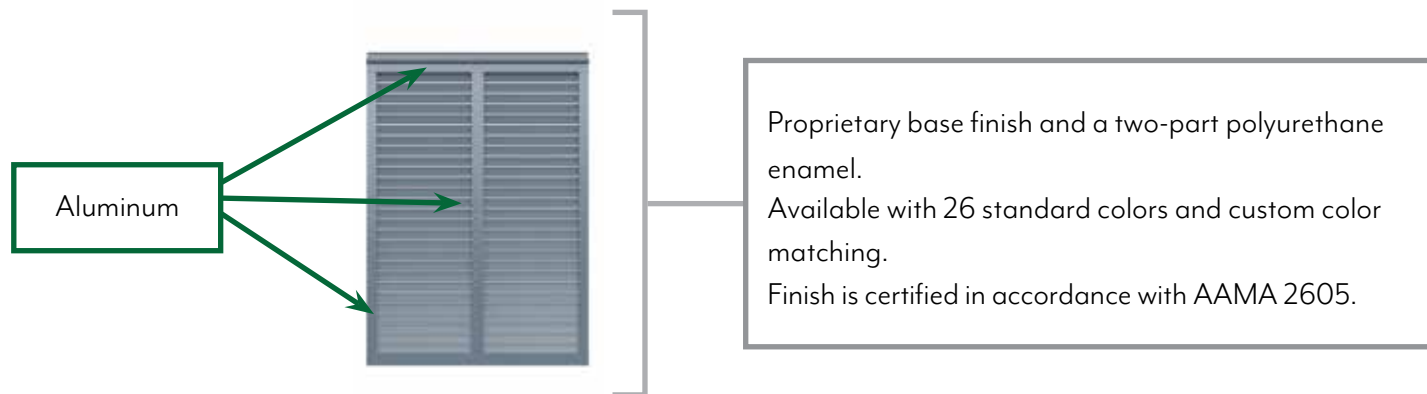 Aluminum
Proprietary base finish and a two-part polyurethane
enamel.
Available with 26 standard colors and custom color
matching.
Finish is certified in accordance with AAMA 2605.